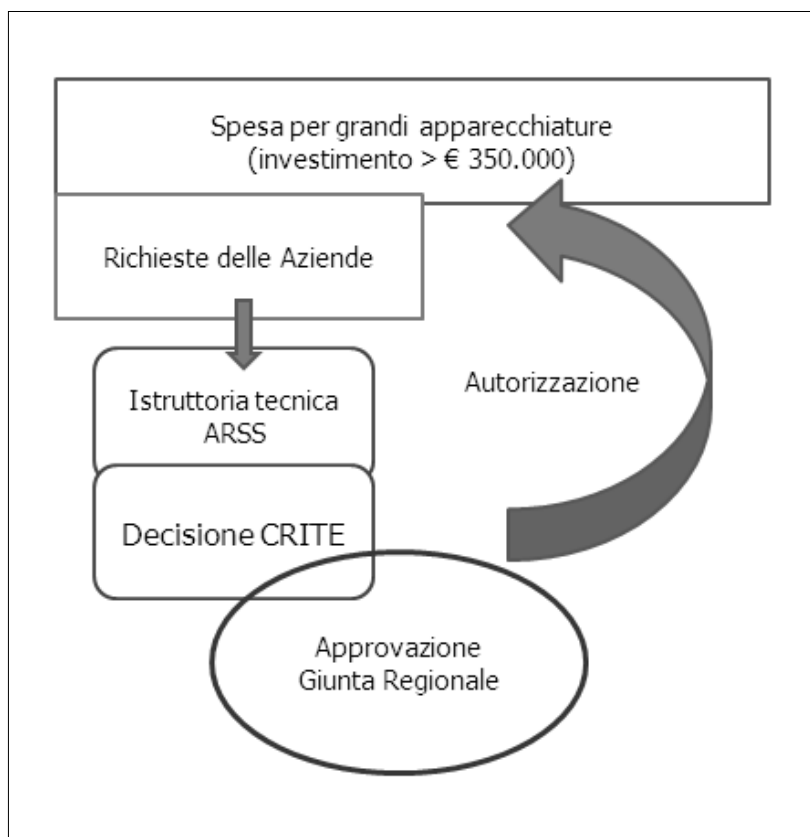 Spesa per grandi apparecchiature
(investimento > € 350.000)
Richieste delle Aziende
Istruttoria tecnica
ARSS
Autorizzazione
Decisione CRITE
Approvazione
Giunta Regionale